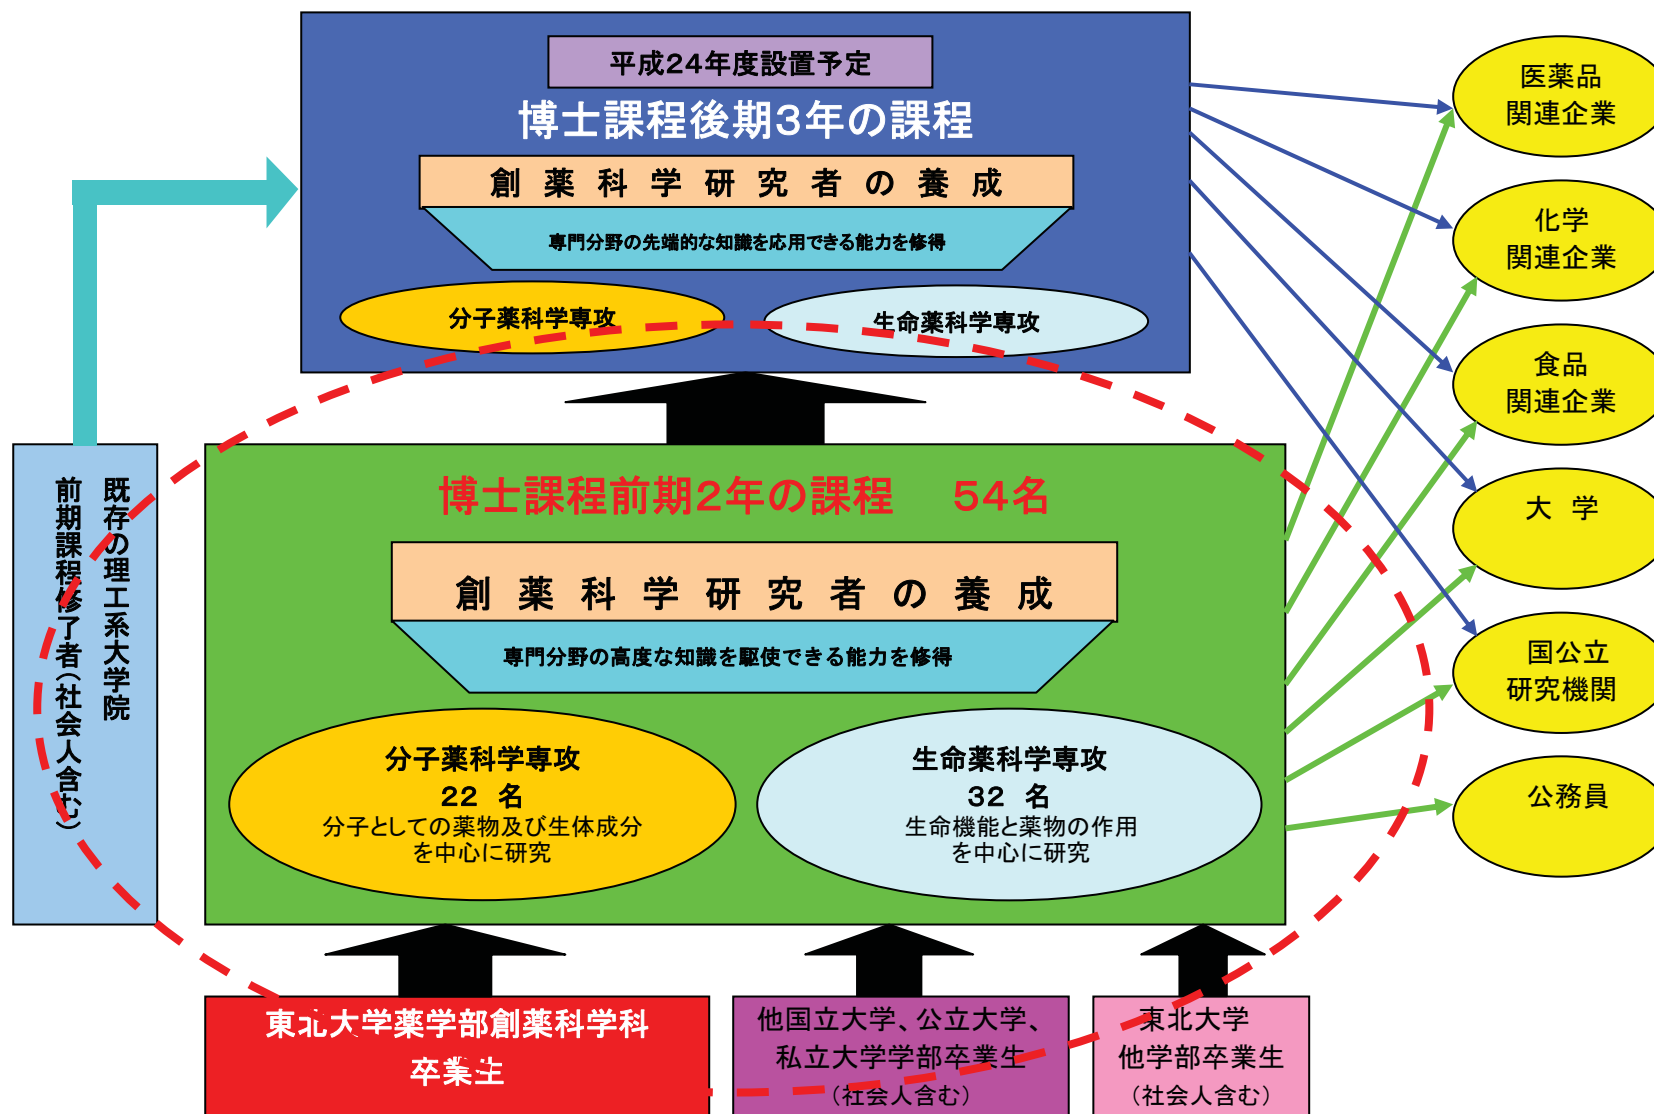 平成24年度設置予定
博士課程後期3年の課程
創薬科学研究者の養成
専門分野の先端的な知識を応用できる能力を修得
分子薬科学専攻
生命薬科学専攻
既存の理工系大学院
前期課程修了者（社会人含む）
博士課程前期2年の課程　54名
創薬科学研究者の養成
専門分野の高度な知識を駆使できる能力を修得
分子薬科学専攻
22 名
分子としての薬物及び生体成分
を中心に研究
生命薬科学専攻
32 名
生命機能と薬物の作用
を中心に研究
東北大学薬学部創薬科学科
卒業生
他国立大学、公立大学、
私立大学学部卒業生
（社会人含む）
東北大学
他学部卒業生
（社会人含む）
医薬品
関連企業
化学
関連企業
食品
関連企業
大 学
国公立
研究機関
公務員